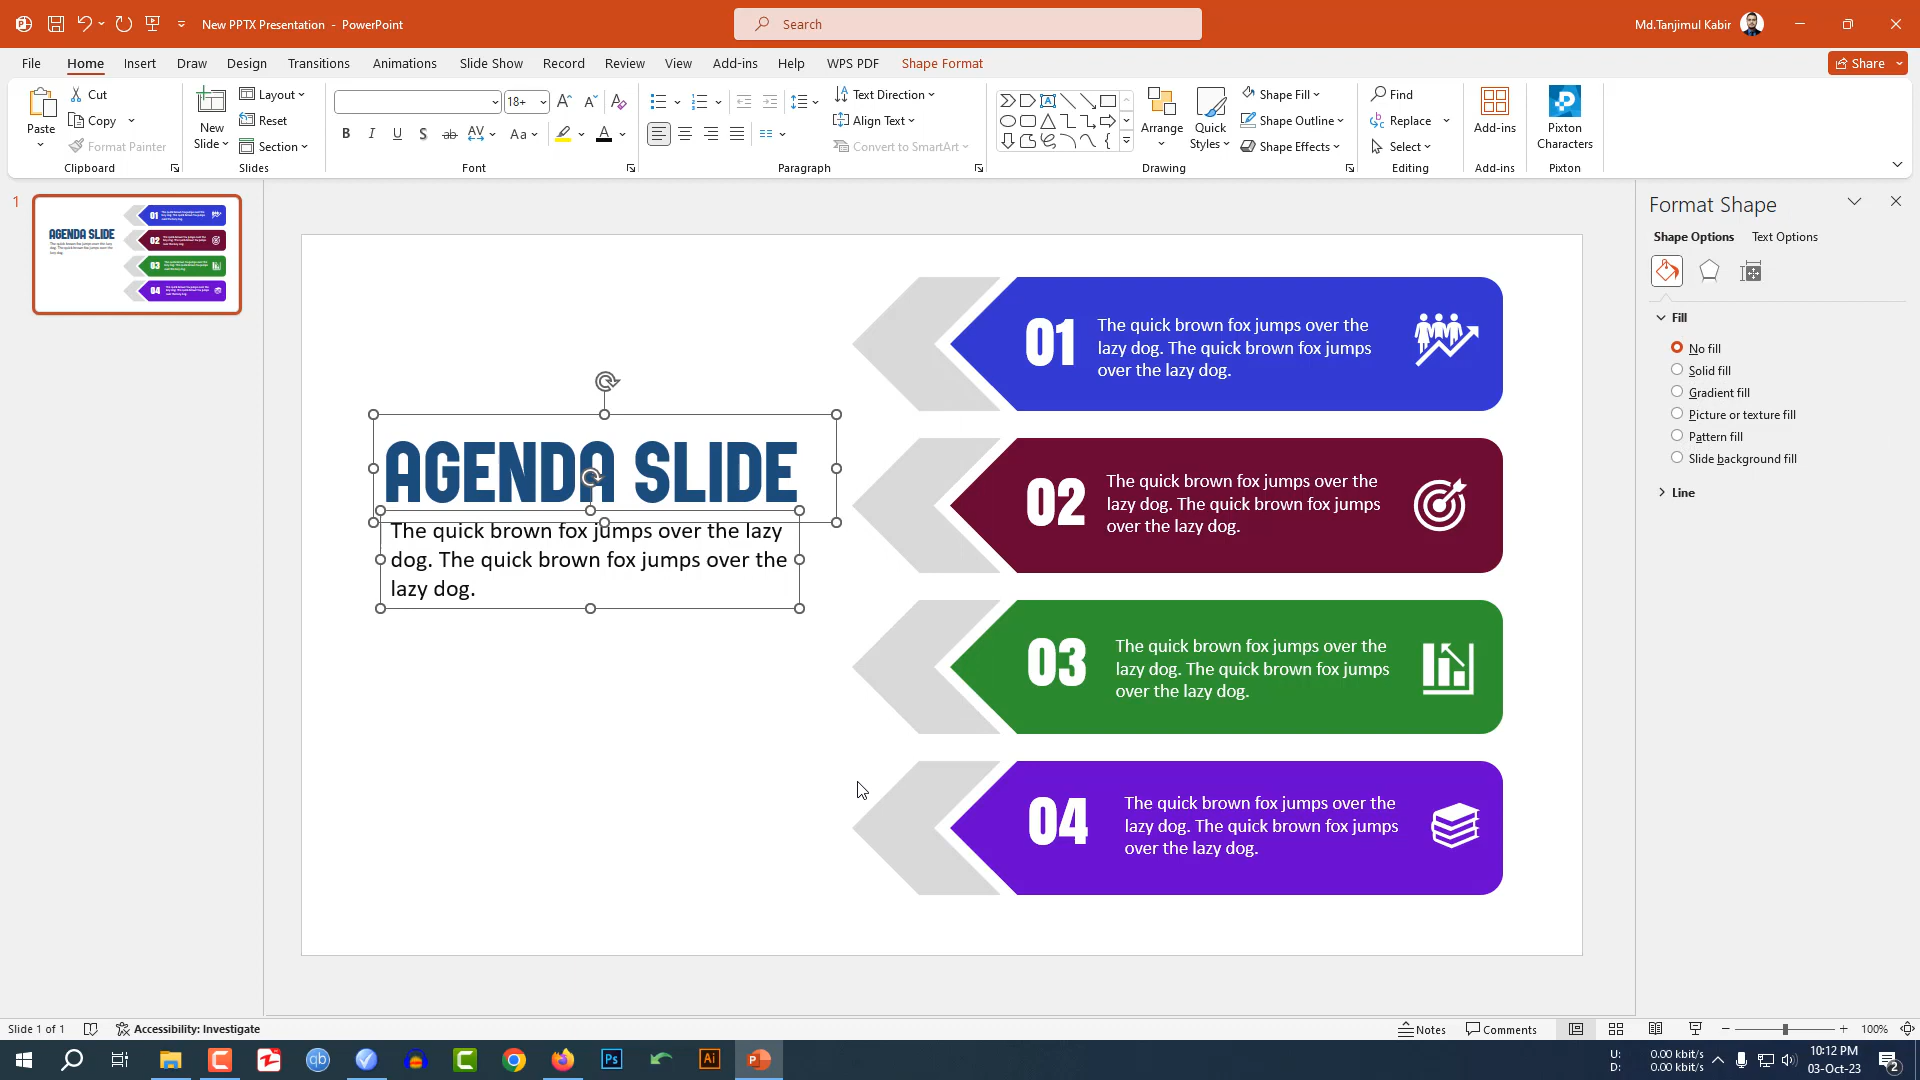 New PPTX Presentation - PowerPoint
Search
Md.Tanjimul Kabir
File Home Insert Draw Design Transitions Animations Slide Show Record Review View Add-ins Help WPS PDF Shape Format
Share
Paste
Cut
Copy
Format Painter
Clipboard
New
Slide
Layout
Reset
Section
Slides
18+
Font
Text Direction
Align Text
Convert to SmartArt
Paragraph
Arrange
Quick
Styles
Shape Fill
Shape Outline
Shape Effects
Drawing
Find
Replace
Select
Editing
Add-ins
Add-ins
Pixton
Characters
Pixton
1
AGENDA SLIDE
01
02
03
04
AGENDA SLIDE
The quick brown fox jumps over the lazy
dog. The quick brown fox jumps over the
lazy dog.
01
The quick brown fox jumps over the
lazy dog. The quick brown fox jumps
over the lazy dog.
02
The quick brown fox jumps over the
lazy dog. The quick brown fox jumps
over the lazy dog.
03
The quick brown fox jumps over the
lazy dog. The quick brown fox jumps
over the lazy dog.
04
The quick brown fox jumps over the
lazy dog. The quick brown fox jumps
over the lazy dog.
Format Shape
Shape Options Text Options
Fill
No fill
Solid fill
Gradient fill
Picture or texture fill
Pattern fill
Slide background fill
Line
Slide 1 of 1
Accessibility: Investigate
Notes
Comments
100%
U: 0.00 kbit/s
D: 0.00 kbit/s
10:12 PM
03-Oct-23
2